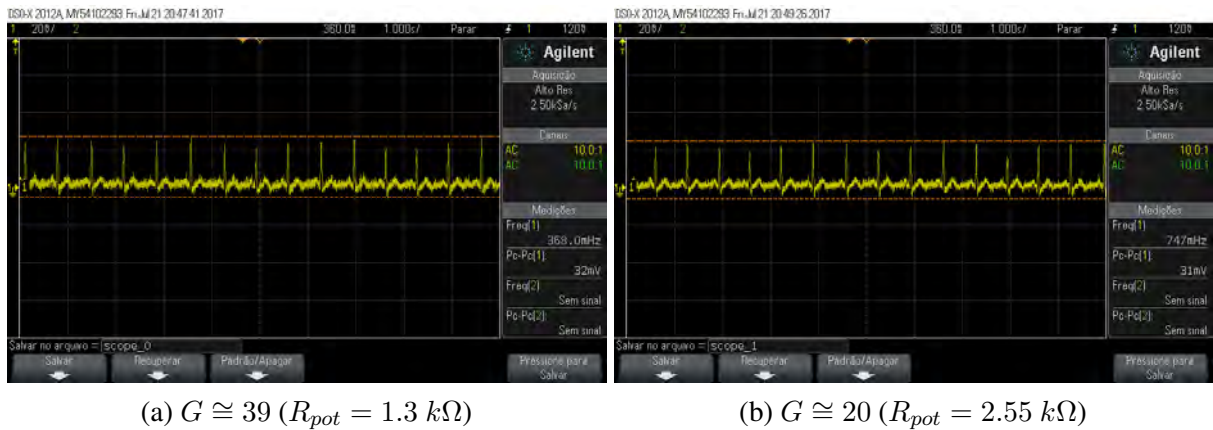 DSO-X 2012A, MY54102293: Fri Jul 21 20:47:41 2017
1 20⍉/ 2 360.0⍉ 1.000s/ Parar 1 120⍉
Agilent
Aquisição
Alto Res
2.50kSa/s
Canais
AC 10.0:1
AC 10.0:1
Medições
Freq(1)
368.0mHz
Pc-Pc(1)
32mV
Freq(2)
Sem sinal
Pc-Pc(2):
Sem sinal
Salvar no arquivo = scope_0
Salvar Recuperar Padrão/Apagar Pressione para
Salvar
(a) G ≅ 39 (R_pot = 1.3 kΩ)
DSO-X 2012A, MY54102293: Fri Jul 21 20:49:26 2017
1 20⍉/ 2 360.0⍉ 1.000s/ Parar 1 120⍉
Agilent
Aquisição
Alto Res
2.50kSa/s
Canais
AC 10.0:1
AC 10.0:1
Medições
Freq(1)
747mHz
Pc-Pc(1)
31mV
Freq(2)
Sem sinal
Pc-Pc(2):
Sem sinal
Salvar no arquivo = scope_1
Salvar Recuperar Padrão/Apagar Pressione para
Salvar
(b) G ≅ 20 (R_pot = 2.55 kΩ)